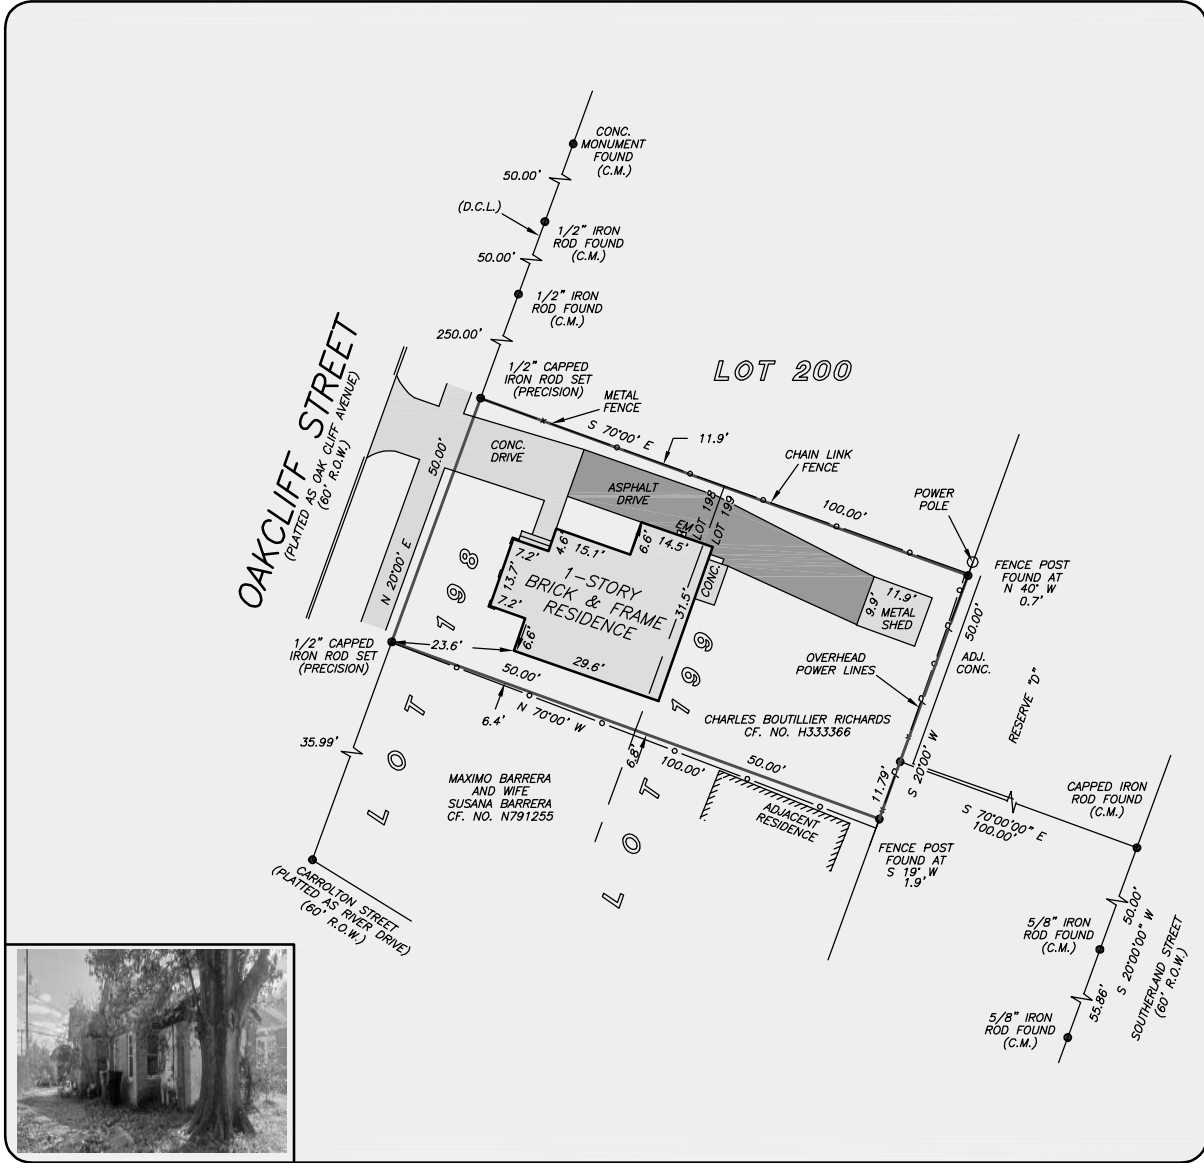 CONC.
MONUMENT
FOUND
(C.M.)
50.00'
(D.C.L.)
1/2" IRON
ROD FOUND
(C.M.)
50.00'
1/2" IRON
ROD FOUND
(C.M.)
250.00'
1/2" CAPPED
IRON ROD SET
(PRECISION)
METAL
FENCE
LOT 200
S 70°00' E
11.9'
CHAIN LINK
FENCE
100.00'
POWER
POLE
FENCE POST
FOUND AT
N 40° W
0.7'
OAKCLIFF STREET
(PLATTED AS OAK CLIFF AVENUE)
(60' R.O.W.)
50.00'
N 20°00' E
CONC.
DRIVE
ASPHALT
DRIVE
LOT 198
LOT 199
EM
7.2'
4.6'
15.1'
6.6'
14.5'
13.7'
7.2'
6.6'
1-STORY
BRICK & FRAME
RESIDENCE
31.5'
29.6'
CONC.
9.9'
11.9'
METAL
SHED
50.00'
ADJ.
CONC.
RESERVE "D"
OVERHEAD
POWER LINES
S 20°00' W
11.79'
1/2" CAPPED
IRON ROD SET
(PRECISION)
23.6'
50.00'
6.4'
N 70°00' W
6.8'
100.00'
50.00'
LOT 198
LOT 199
CHARLES BOUTILLIER RICHARDS
CF. NO. H333366
MAXIMO BARRERA
AND WIFE
SUSANA BARRERA
CF. NO. N791255
35.99'
CARROLTON STREET
(PLATTED AS RIVER DRIVE)
(60' R.O.W.)
ADJACENT
RESIDENCE
FENCE POST
FOUND AT
S 19° W
1.9'
S 70°00'00" E
100.00'
CAPPED IRON
ROD FOUND
(C.M.)
50.00'
S 20°00'00" W
5/8" IRON
ROD FOUND
(C.M.)
55.86'
5/8" IRON
ROD FOUND
(C.M.)
SOUTHERLAND STREET
(60' R.O.W.)